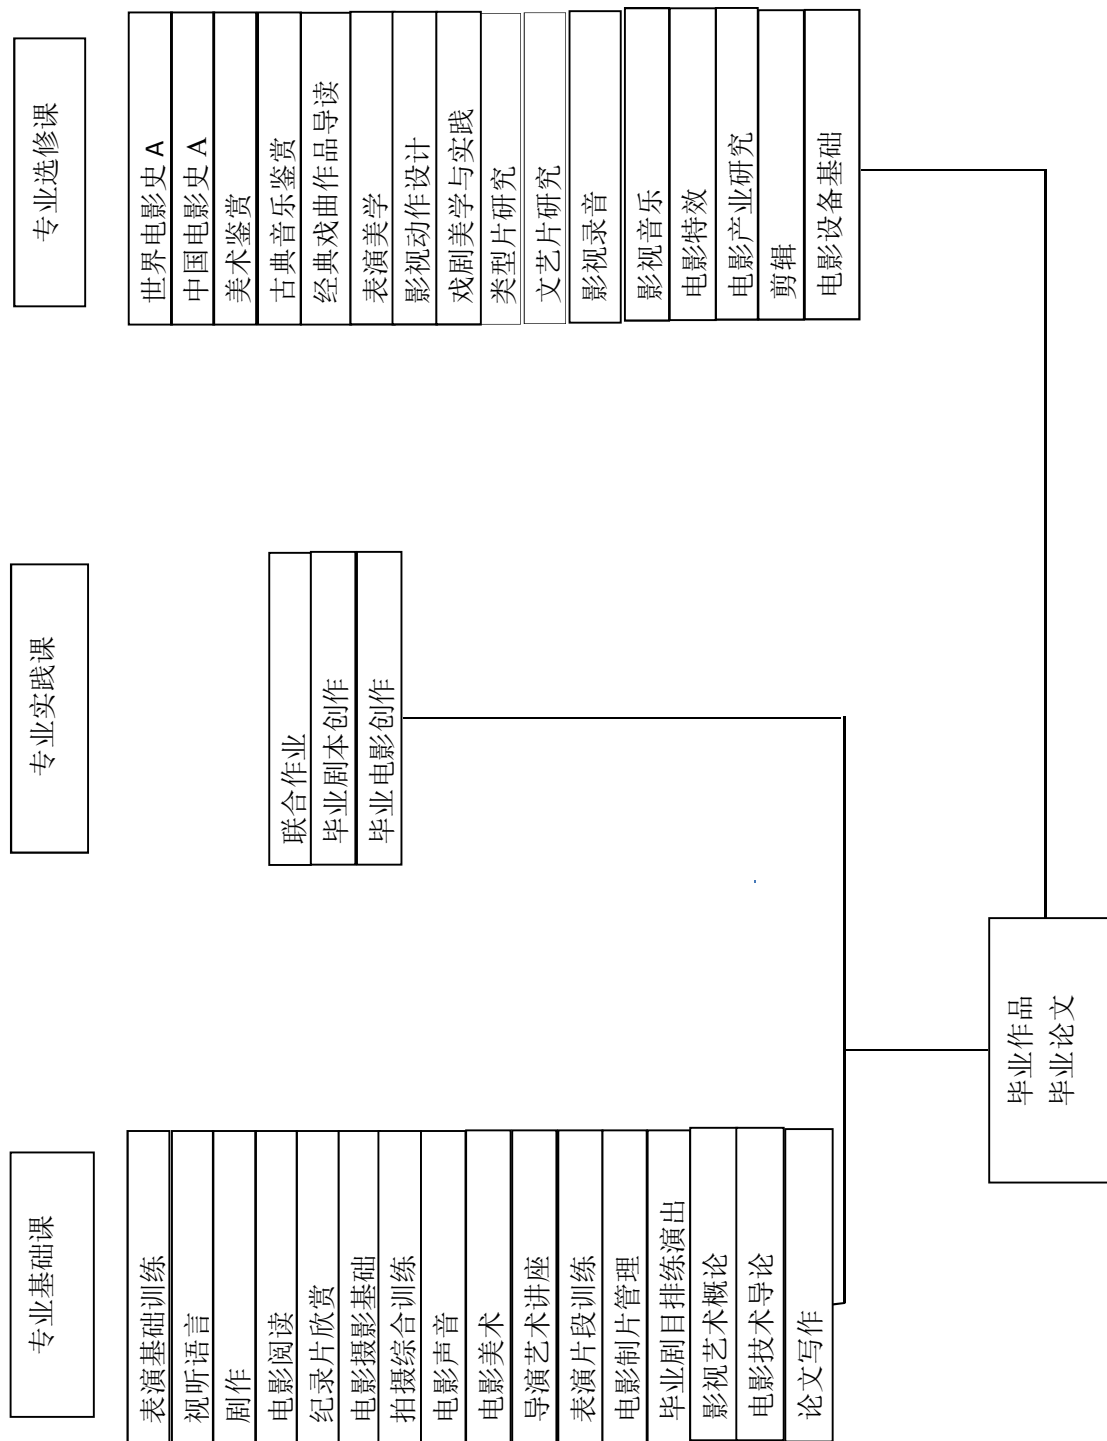 专业基础课
表演基础训练
视听语言
剧作
电影阅读
纪录片欣赏
电影摄影基础
拍摄综合训练
电影声音
电影美术
导演艺术讲座
表演片段训练
电影制片管理
毕业剧目排练演出
影视艺术概论
电影技术导论
论文写作
专业实践课
联合作业
毕业剧本创作
毕业电影创作
专业选修课
世界电影史 A
中国电影史 A
美术鉴赏
古典音乐鉴赏
经典戏曲作品导读
表演美学
影视动作设计
戏剧美学与实践
类型片研究
文艺片研究
影视录音
影视音乐
电影特效
电影产业研究
剪辑
电影设备基础
毕业作品
毕业论文